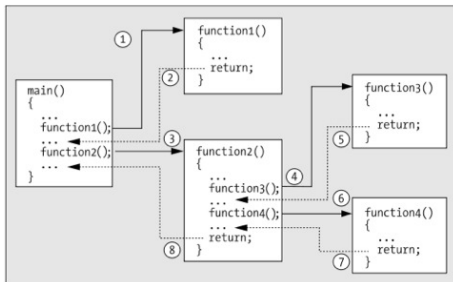 main()
{
...
function1();
...
function2();
...
}
1
function1()
{
...
return;
}
2
3
function2()
{
...
function3();
...
function4();
...
return;
}
8
4
function3()
{
...
return;
}
5
6
function4()
{
...
return;
}
7